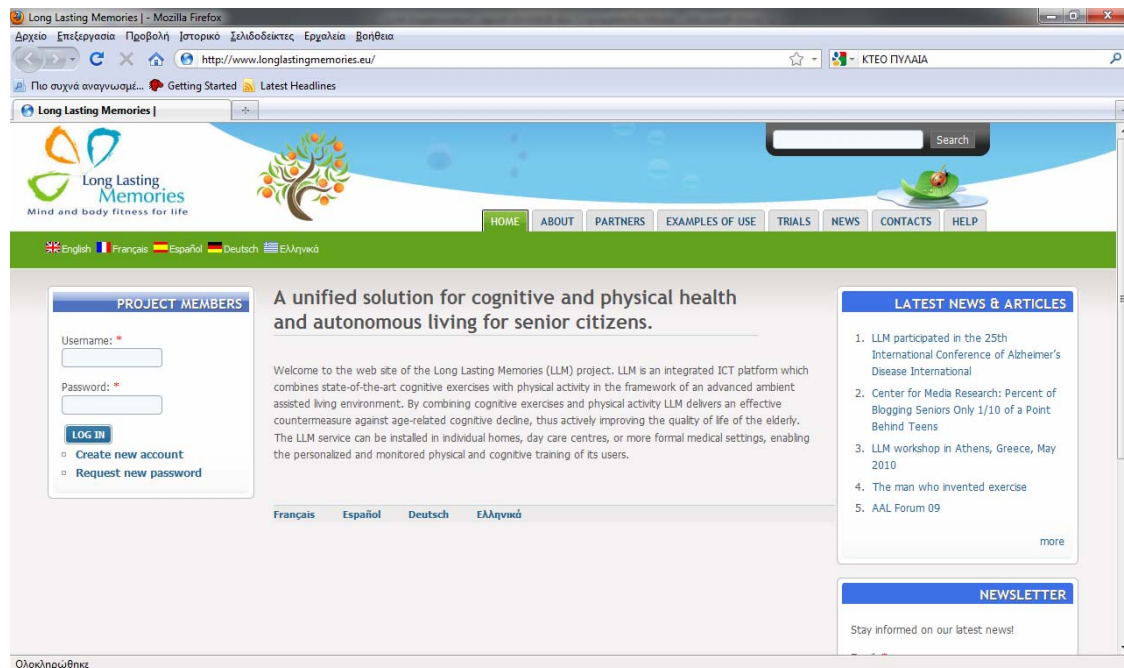 Long Lasting Memories | - Mozilla Firefox
Αρχείο Επεξεργασία Προβολή Ιστορικό Σελιδοδείκτες Εργαλεία Βοήθεια
http://www.longlastingmemories.eu/
ΚΤΕΟ ΠΥΛΑΙΑ
Πιο συχνά αναγνωσμέ... Getting Started Latest Headlines
Long Lasting Memories |
Long Lasting
Memories
Mind and body fitness for life
Search
HOME ABOUT PARTNERS EXAMPLES OF USE TRIALS NEWS CONTACTS HELP
English Français Español Deutsch Ελληνικά
PROJECT MEMBERS
Username: *
Password: *
LOG IN
Create new account
Request new password
A unified solution for cognitive and physical health
and autonomous living for senior citizens.
Welcome to the web site of the Long Lasting Memories (LLM) project. LLM is an integrated ICT platform which
combines state-of-the-art cognitive exercises with physical activity in the framework of an advanced ambient
assisted living environment. By combining cognitive exercises and physical activity LLM delivers an effective
countermeasure against age-related cognitive decline, thus actively improving the quality of life of the elderly.
The LLM service can be installed in individual homes, day care centres, or more formal medical settings, enabling
the personalized and monitored physical and cognitive training of its users.
Français Español Deutsch Ελληνικά
LATEST NEWS & ARTICLES
1. LLM participated in the 25th
International Conference of Alzheimer's
Disease International
2. Center for Media Research: Percent of
Blogging Seniors Only 1/10 of a Point
Behind Teens
3. LLM workshop in Athens, Greece, May
2010
4. The man who invented exercise
5. AAL Forum 09
more
NEWSLETTER
Stay informed on our latest news!
Ολοκληρώθηκε